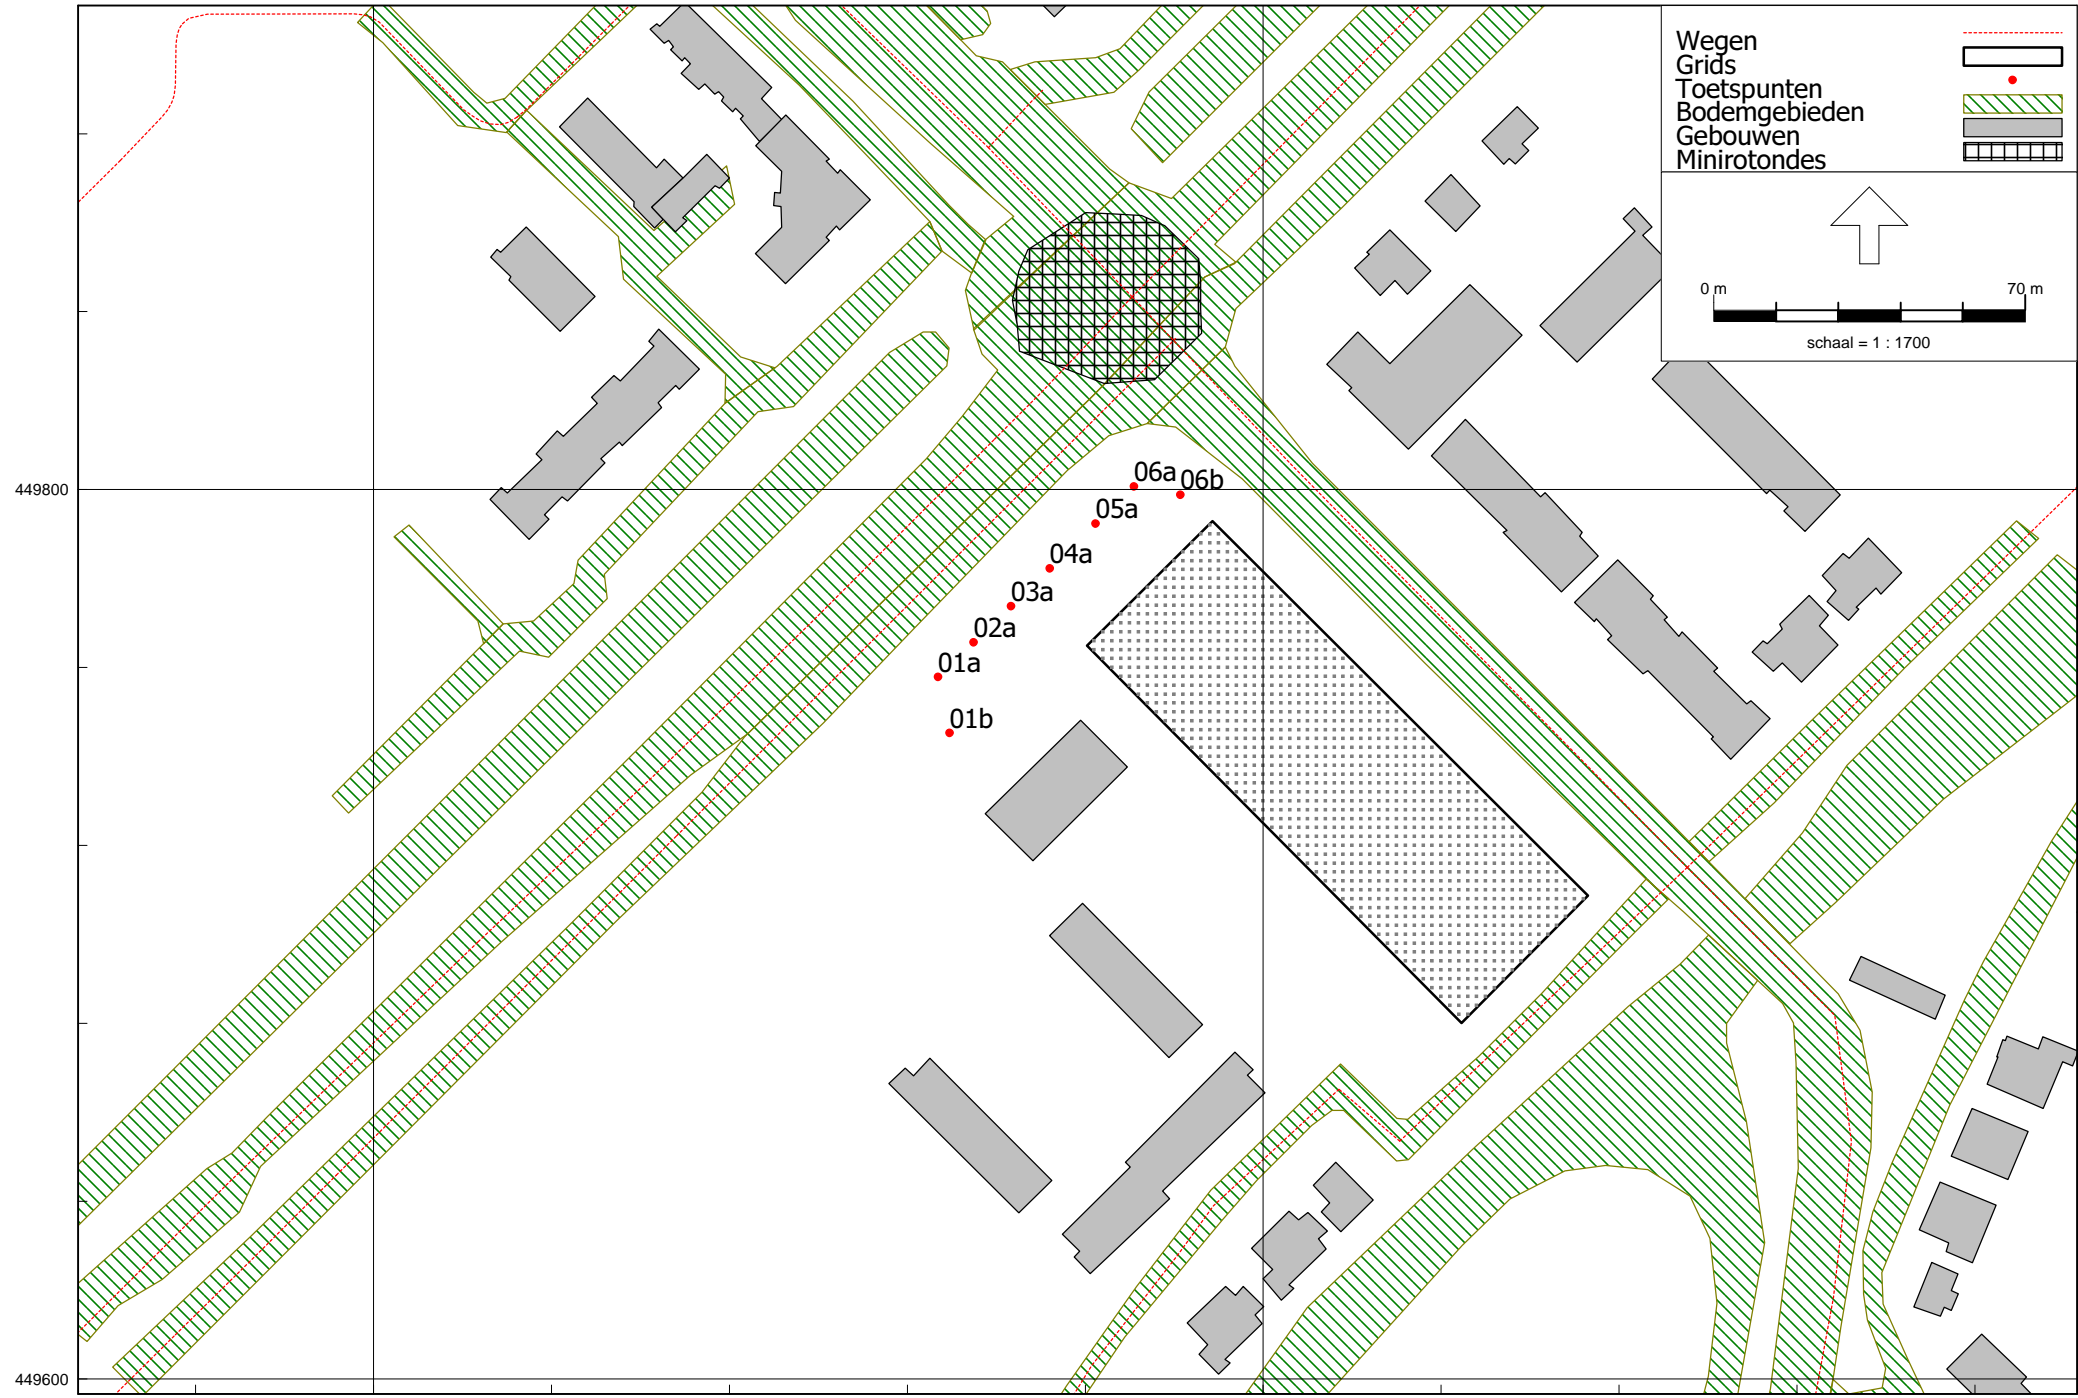 Wegen
Grids
Toetspunten
Bodemgebieden
Gebouwen
Minirotondes
0 m 70 m
schaal = 1 : 1700
449800
06a
06b
05a
04a
03a
02a
01a
01b
449600